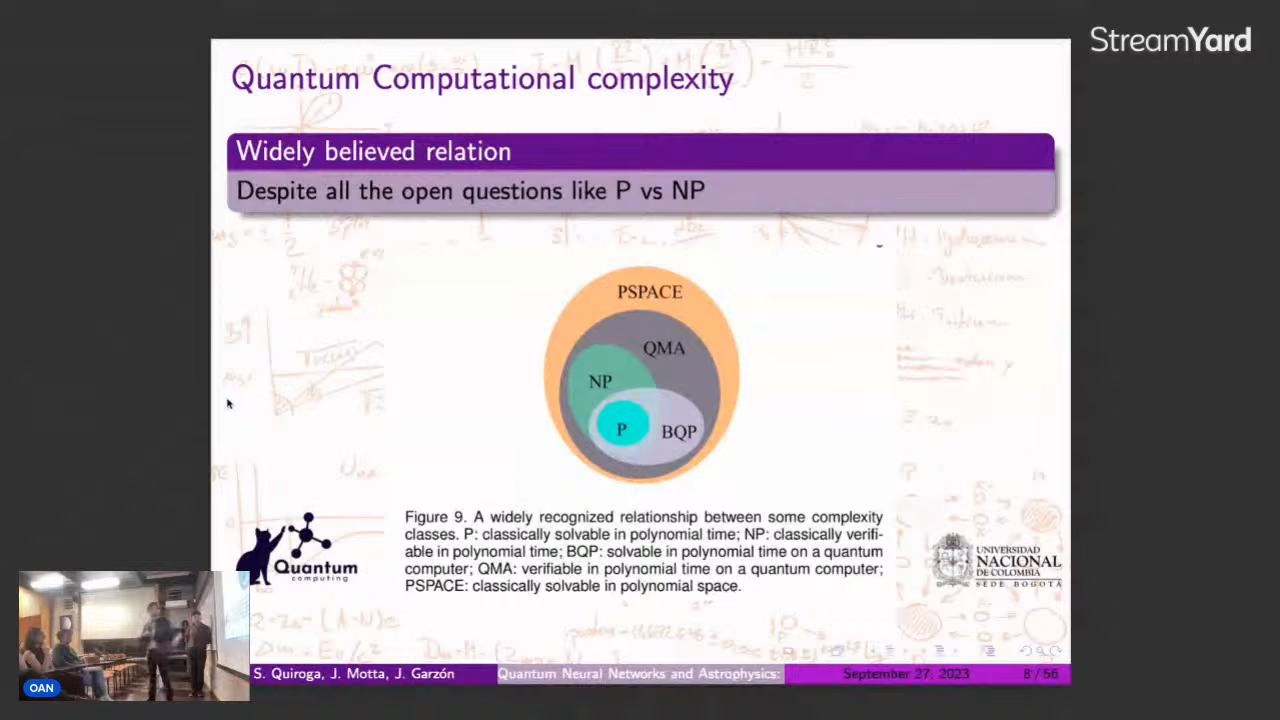 StreamYard
Quantum Computational complexity
Widely believed relation
Despite all the open questions like P vs NP
PSPACE
QMA
NP
P
BQP
Figure 9. A widely recognized relationship between some complexity
classes. P: classically solvable in polynomial time; NP: classically verifi-
able in polynomial time; BQP: solvable in polynomial time on a quantum
computer; QMA: verifiable in polynomial time on a quantum computer;
PSPACE: classically solvable in polynomial space.
Quantum
computing
UNIVERSIDAD
NACIONAL
DE COLOMBIA
SEDE BOGOTÁ
OAN
S. Quiroga, J. Motta, J. Garzón
Quantum Neural Networks and Astrophysics:
September 27, 2023
8 / 56